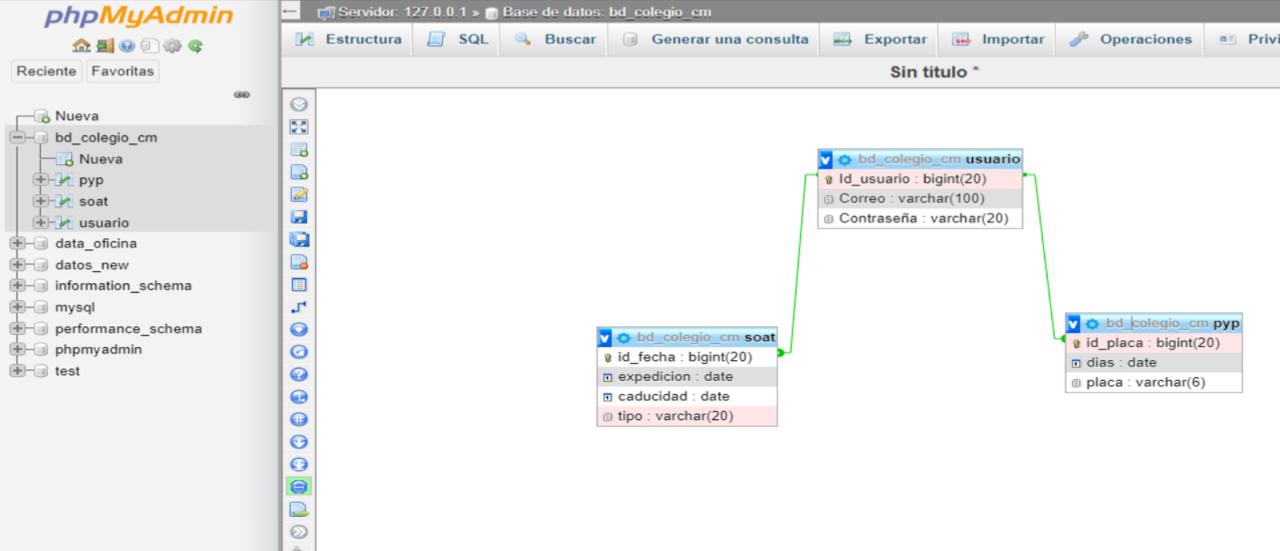 phpMyAdmin
Reciente Favoritas
Nueva
bd_colegio_cm
Nueva
pyp
soat
usuario
data_oficina
datos_new
information_schema
mysql
performance_schema
phpmyadmin
test
Servidor: 127.0.0.1 » Base de datos: bd_colegio_cm
Estructura SQL Buscar Generar una consulta Exportar Importar Operaciones Privi
Sin título *
bd_colegio_cm usuario
Id_usuario : bigint(20)
Correo : varchar(100)
Contraseña : varchar(20)
bd_colegio_cm soat
id_fecha : bigint(20)
expedicion : date
caducidad : date
tipo : varchar(20)
bd_colegio_cm pyp
id_placa : bigint(20)
dias : date
placa : varchar(6)